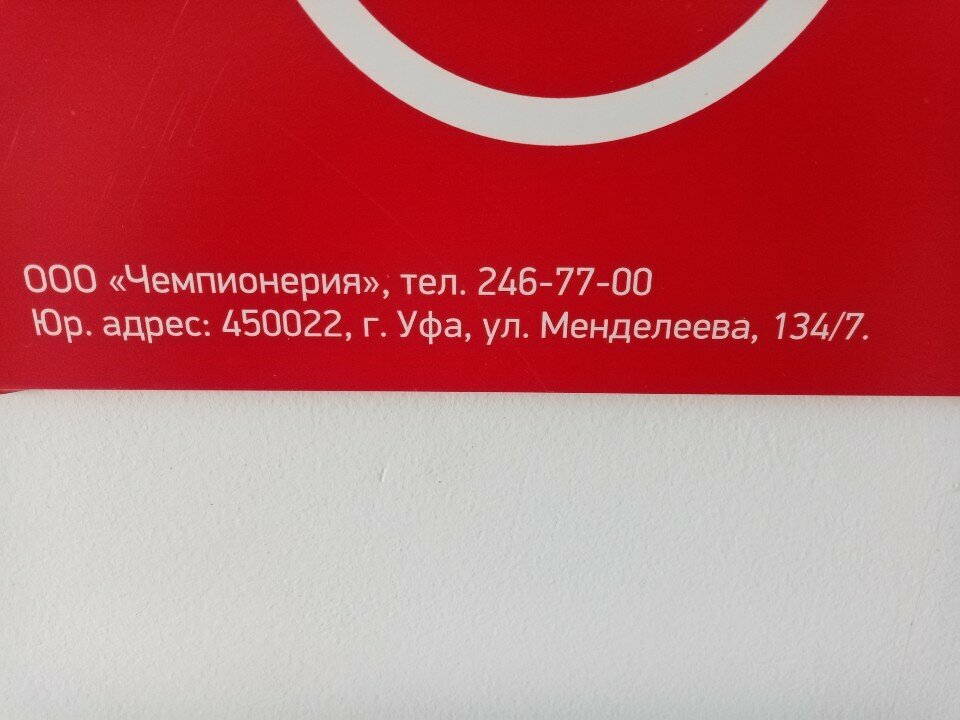 ООО «Чемпионерия», тел. 246-77-00
Юр. адрес: 450022, г. Уфа, ул. Менделеева, 134/7.